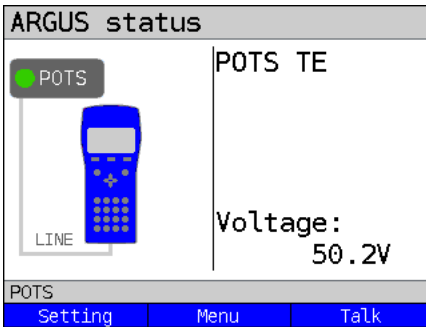 ARGUS status
POTS
POTS TE
LINE
Voltage:
50.2V
POTS
Setting Menu Talk